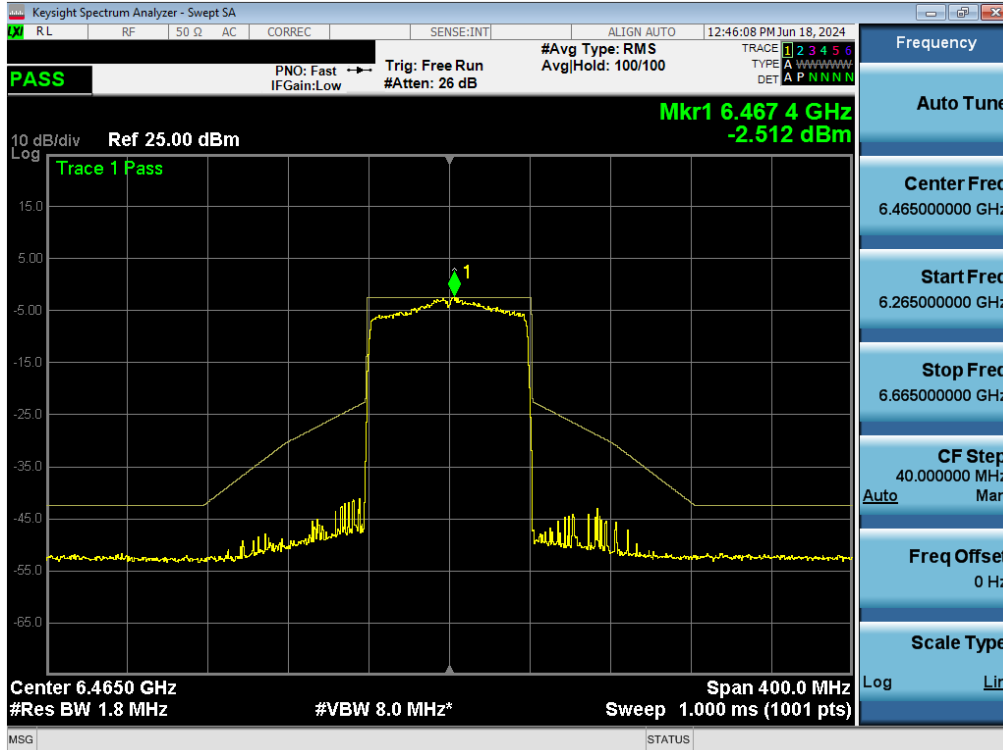 Keysight Spectrum Analyzer - Swept SA
LXI RL RF 50 Ω AC CORREC SENSE:INT ALIGN AUTO 12:46:08 PM Jun 18, 2024
PASS
PNO: Fast
IFGain:Low
Trig: Free Run
#Atten: 26 dB
#Avg Type: RMS
Avg|Hold: 100/100
TRACE 1 2 3 4 5 6
TYPE A WWWWW
DET A P N N N N
Mkr1 6.467 4 GHz
-2.512 dBm
10 dB/div Ref 25.00 dBm
Log
Trace 1 Pass
15.0
5.00
-5.00
-15.0
-25.0
-35.0
-45.0
-55.0
-65.0
1
Center 6.4650 GHz Span 400.0 MHz
#Res BW 1.8 MHz #VBW 8.0 MHz* Sweep 1.000 ms (1001 pts)
MSG STATUS
Frequency
Auto Tune
Center Freq
6.465000000 GHz
Start Freq
6.265000000 GHz
Stop Freq
6.665000000 GHz
CF Step
40.000000 MHz
Auto Man
Freq Offset
0 Hz
Scale Type
Log Lin